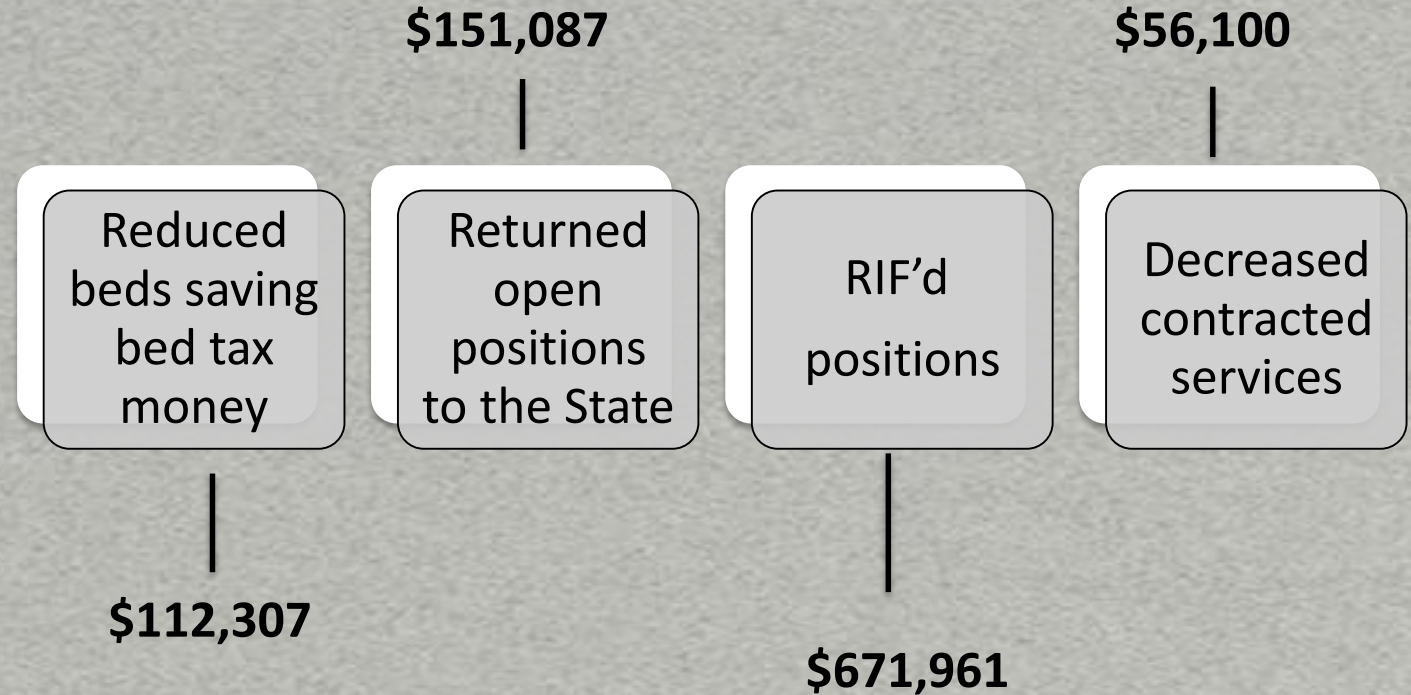 $151,087
$56,100
Reduced
beds saving
bed tax
money
Returned
open
positions
to the State
RIF’d
positions
Decreased
contracted
services
$112,307
$671,961